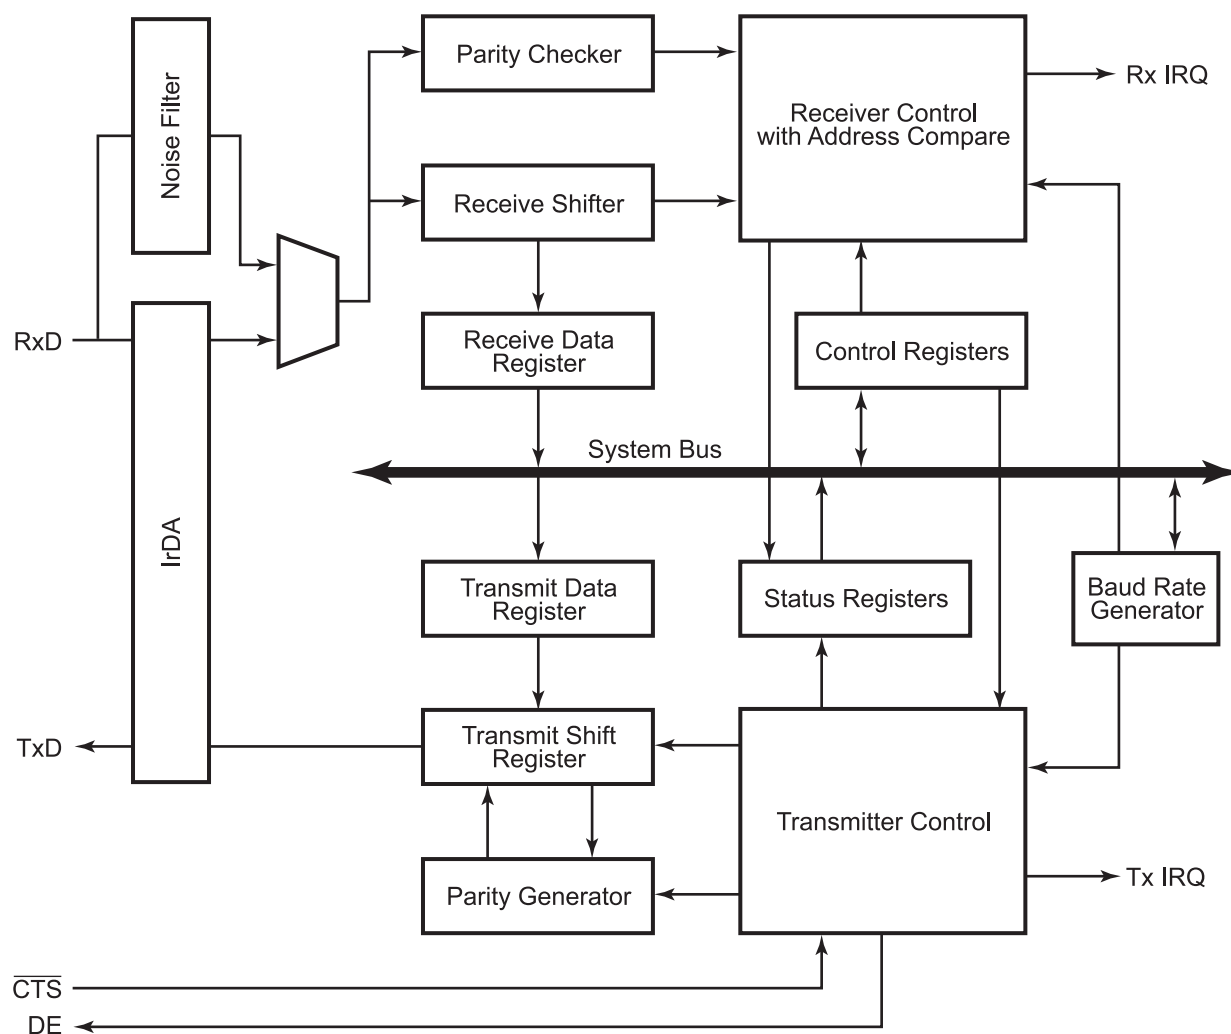 Noise Filter
Parity Checker
Receiver Control
with Address Compare
Rx IRQ
Receive Shifter
RxD
Receive Data
Register
Control Registers
System Bus
IrDA
Transmit Data
Register
Status Registers
Baud Rate
Generator
TxD
Transmit Shift
Register
Transmitter Control
Parity Generator
Tx IRQ
C̅T̅S̅
DE